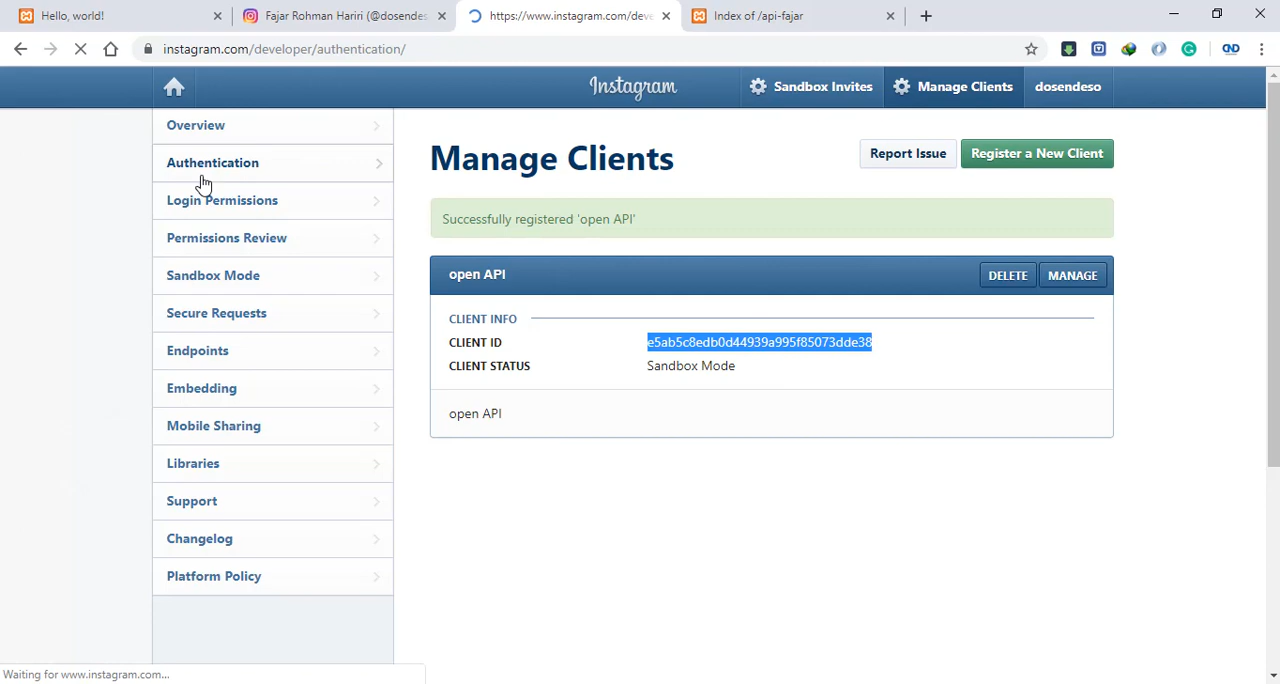 Hello, world!
Fajar Rohman Hariri (@dosendes
https://www.instagram.com/deve
Index of /api-fajar
instagram.com/developer/authentication/
Instagram
Sandbox Invites
Manage Clients
dosendeso
Overview
Authentication
Login Permissions
Permissions Review
Sandbox Mode
Secure Requests
Endpoints
Embedding
Mobile Sharing
Libraries
Support
Changelog
Platform Policy
Manage Clients
Report Issue
Register a New Client
Successfully registered 'open API'
open API
DELETE
MANAGE
CLIENT INFO
CLIENT ID e5ab5c8edb0d44939a995f85073dde38
CLIENT STATUS Sandbox Mode
open API
Waiting for www.instagram.com...